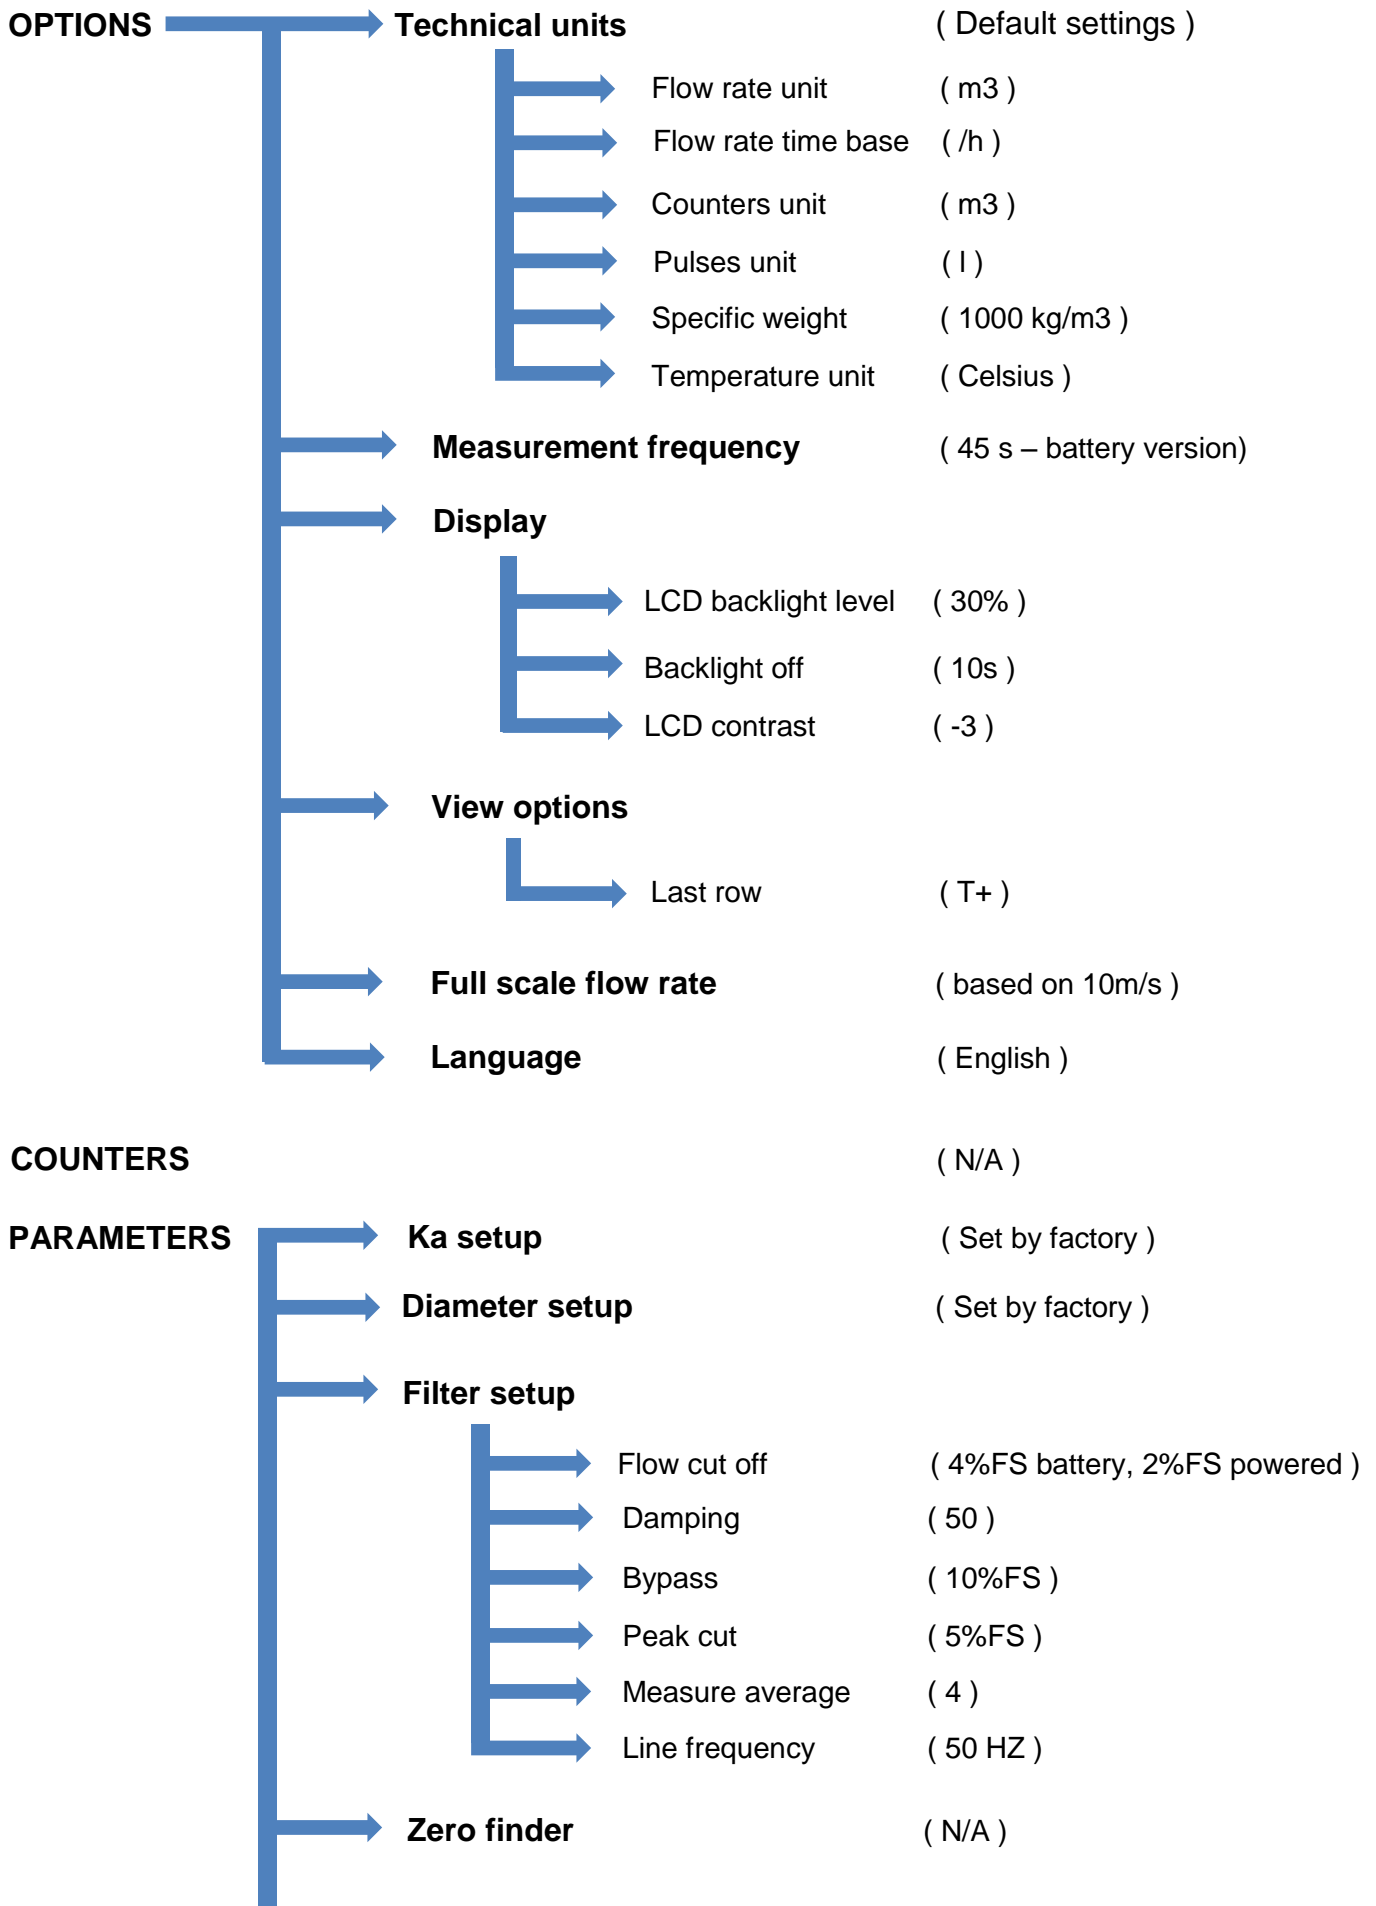 OPTIONS Technical units ( Default settings )
Flow rate unit ( m3 )
Flow rate time base ( /h )
Counters unit ( m3 )
Pulses unit ( l )
Specific weight ( 1000 kg/m3 )
Temperature unit ( Celsius )
Measurement frequency ( 45 s – battery version)
Display
LCD backlight level ( 30% )
Backlight off ( 10s )
LCD contrast ( -3 )
View options
Last row ( T+ )
Full scale flow rate ( based on 10m/s )
Language ( English )
COUNTERS ( N/A )
PARAMETERS Ka setup ( Set by factory )
Diameter setup ( Set by factory )
Filter setup
Flow cut off ( 4%FS battery, 2%FS powered )
Damping ( 50 )
Bypass ( 10%FS )
Peak cut ( 5%FS )
Measure average ( 4 )
Line frequency ( 50 HZ )
Zero finder ( N/A )